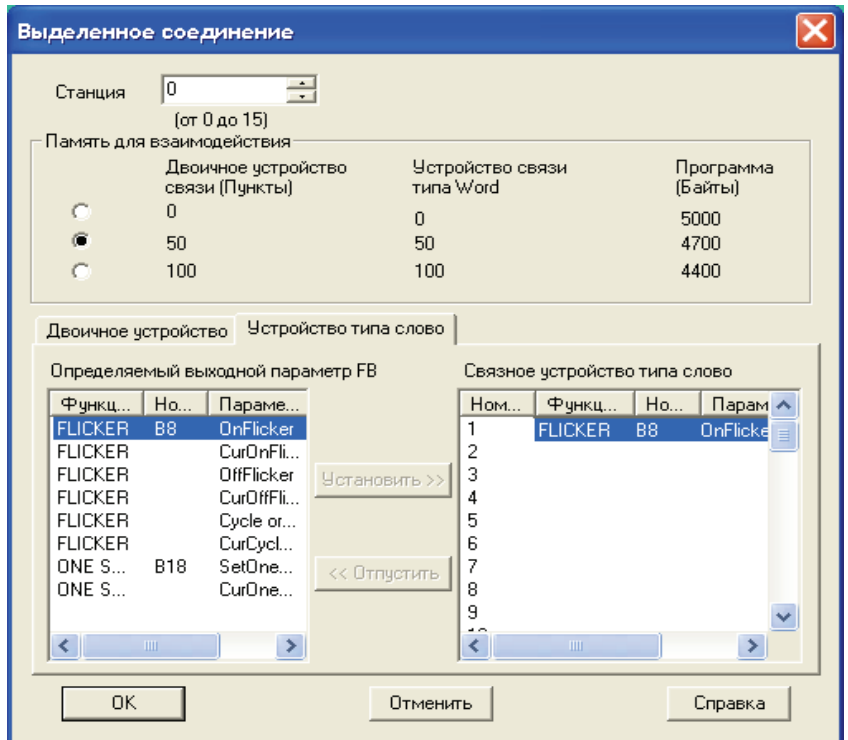 Выделенное соединение
Станция 0
(от 0 до 15)
Память для взаимодействия
Двоичное устройство связи (Пункты) Устройство связи типа Word Программа (Байты)
0 0 5000
50 50 4700
100 100 4400
Двоичное устройство Устройство типа слово
Определяемый выходной параметр FB
Функц... Но... Параме...
FLICKER B8 OnFlicker
FLICKER CurOnFli...
FLICKER OffFlicker
FLICKER CurOffFli...
FLICKER Cycle or...
FLICKER CurCycl...
ONE S... B18 SetOne...
ONE S... CurOne...
Установить >>
<< Отпустить
Связное устройство типа слово
Ном... Функц... Но... Парам
1 FLICKER B8 OnFlicke
2
3
4
5
6
7
8
9
OK Отменить Справка